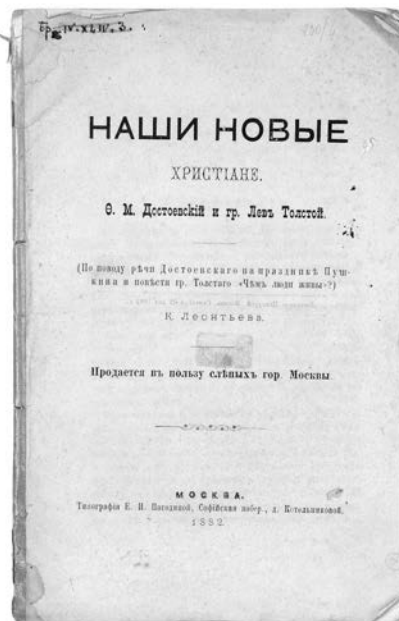 НАШИ НОВЫЕ
ХРИСТІАНЕ.
Ѳ. М. Достоевскій и гр. Левъ Толстой.
(По поводу рѣчи Достоевскаго на праздникѣ Пуш-
кина и повѣсти гр. Толстаго «Чѣмъ люди живы»?)
К. Леонтьева.
Продается въ пользу слѣпыхъ гор. Москвы
МОСКВА.
Типографія Е. И. Погодиной, Софійская набер., д. Котельниковой.
1882.